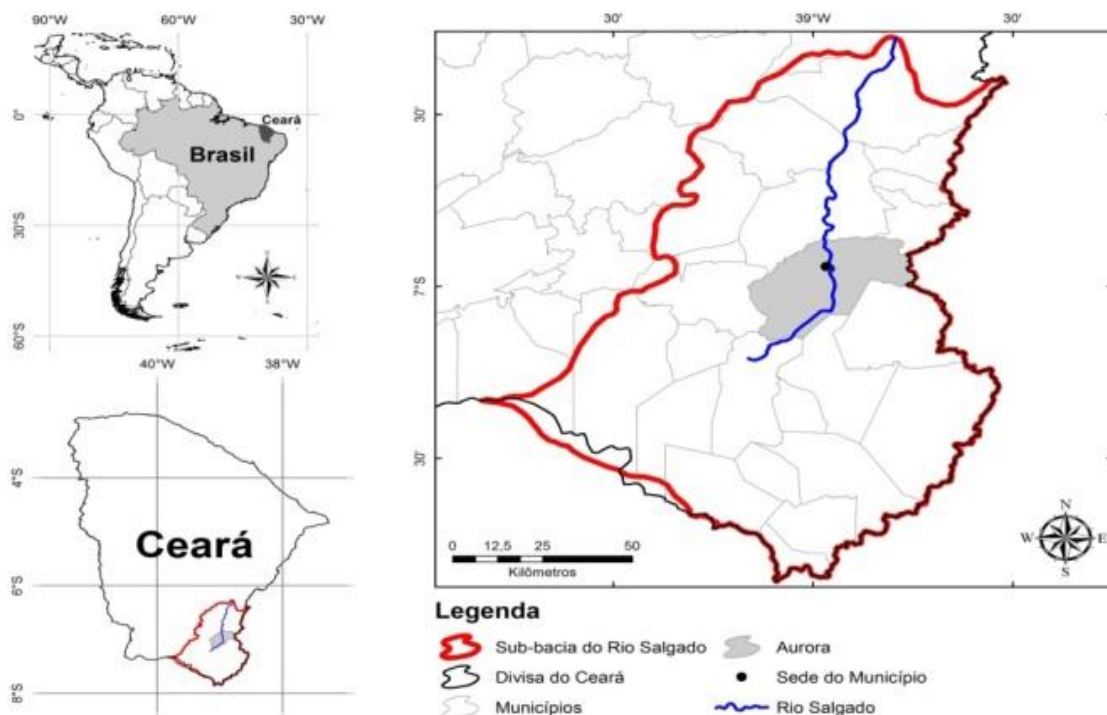 90°W 60°W 30°W
0°
30°S
60°S
Ceará
Brasil
40°W 38°W
4°S
6°S
8°S
Ceará
30' 39°W 30'
30'
7°S
30'
N
W E
S
0 12,5 25 50
Kilômetros
Legenda
Sub-bacia do Rio Salgado
Divisa do Ceará
Municípios
Aurora
Sede do Município
Rio Salgado